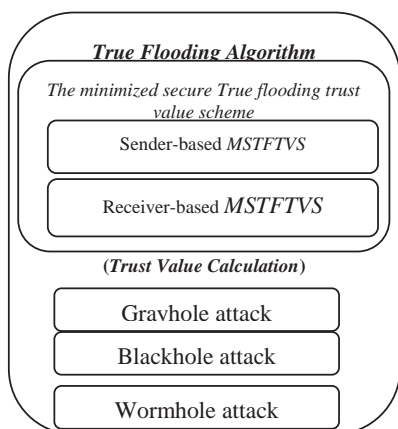 True Flooding Algorithm
The minimized secure True flooding trust
value scheme
Sender-based MSTFTVS
Receiver-based MSTFTVS
(Trust Value Calculation)
Gravhole attack
Blackhole attack
Wormhole attack